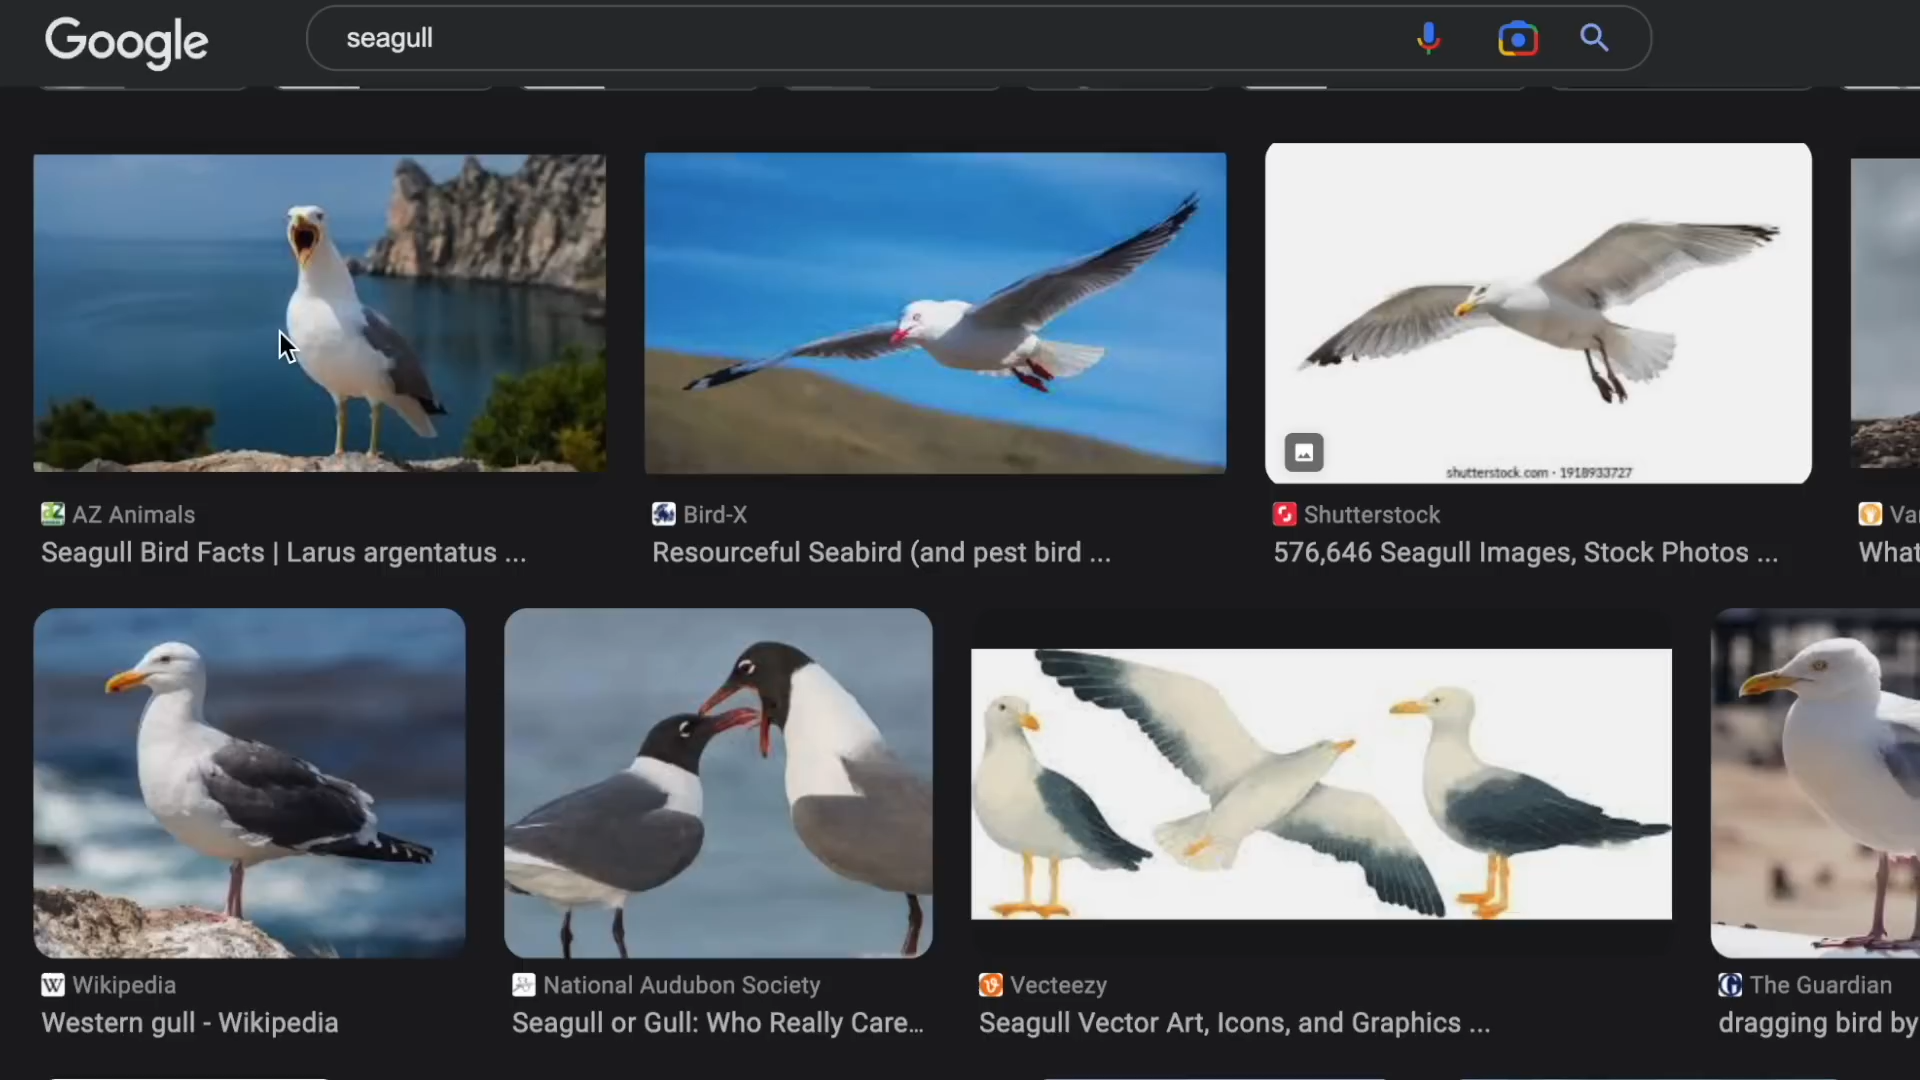 Google
seagull
shutterstock.com · 1918933727
AZ Animals
Seagull Bird Facts | Larus argentatus ...
Bird-X
Resourceful Seabird (and pest bird ...
Shutterstock
576,646 Seagull Images, Stock Photos ...
Va
What
Wikipedia
Western gull - Wikipedia
National Audubon Society
Seagull or Gull: Who Really Care...
Vecteezy
Seagull Vector Art, Icons, and Graphics ...
The Guardian
dragging bird by